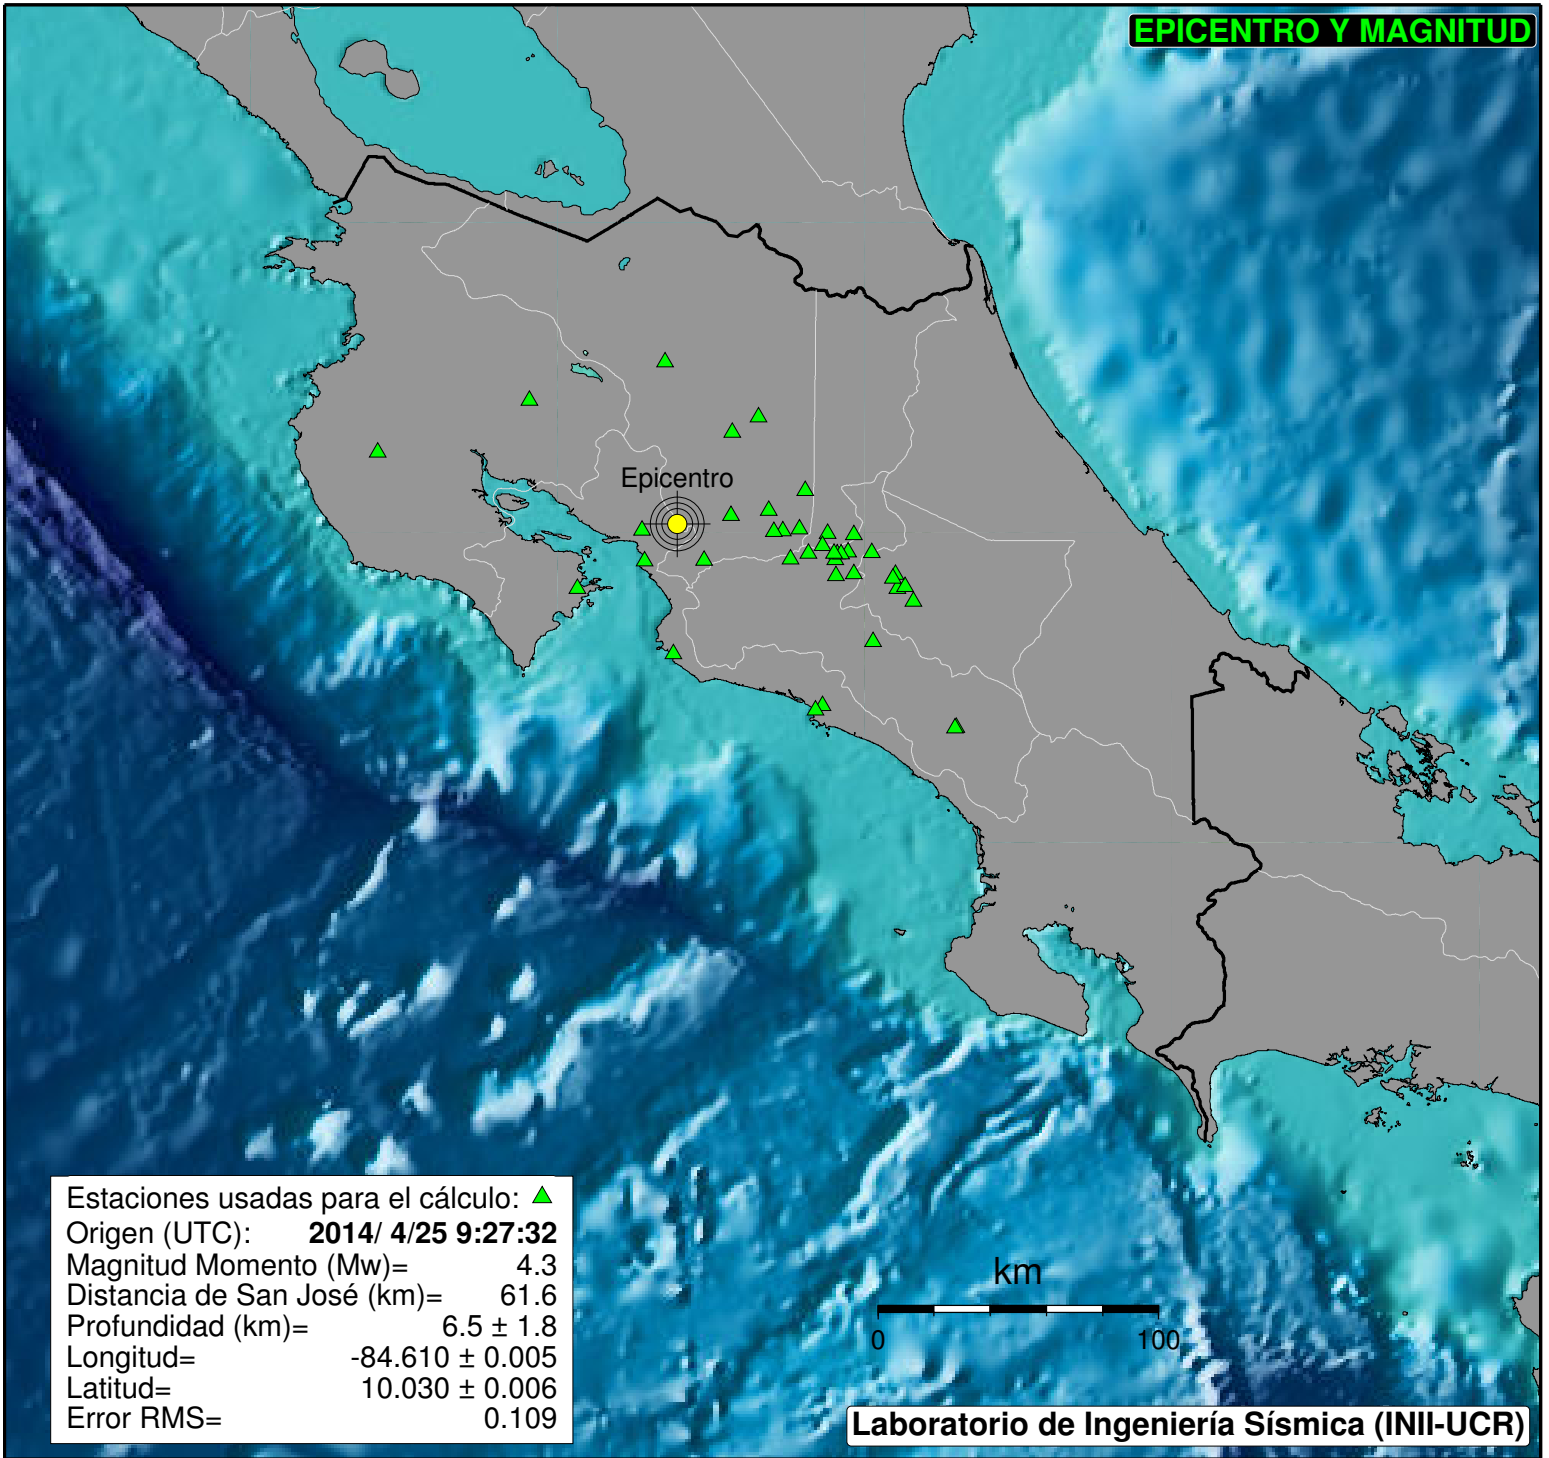 EPICENTRO Y MAGNITUD
Epicentro
Estaciones usadas para el cálculo:
Origen (UTC): 2014/ 4/25 9:27:32
Magnitud Momento (Mw)= 4.3
Distancia de San José (km)= 61.6
Profundidad (km)= 6.5 ± 1.8
Longitud= -84.610 ± 0.005
Latitud= 10.030 ± 0.006
Error RMS= 0.109
km
0 100
Laboratorio de Ingeniería Sísmica (INII-UCR)